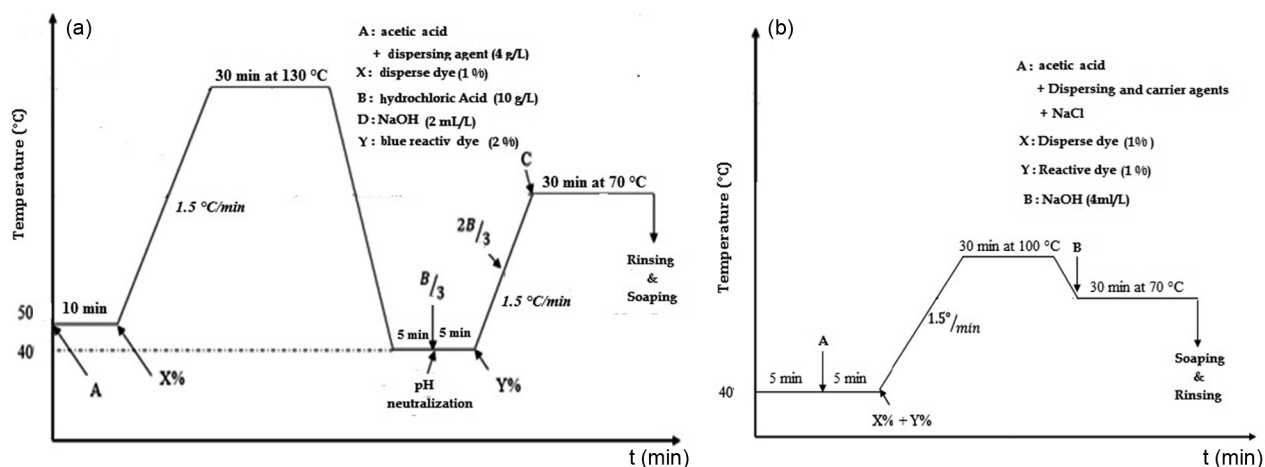 (a)
A: acetic acid
+ dispersing agent (4 g/L)
X: disperse dye (1 %)
B: hydrochloric Acid (10 g/L)
D: NaOH (2 mL/L)
Y: blue reactiv dye (2 %)
Temperature (°C)
30 min at 130 °C
1.5 °C/min
50
10 min
40
A
X%
5 min
B/3
5 min
pH
neutralization
Y%
2B/3
1.5 °C/min
C
30 min at 70 °C
Rinsing
&
Soaping
t (min)
(b)
A: acetic acid
+ Dispersing and carrier agents
+ NaCl
X: Disperse dye (1%)
Y: Reactive dye (1 %)
B: NaOH (4ml/L)
Temperature (°C)
40
5 min
A
5 min
X% + Y%
1.5°/min
30 min at 100 °C
B
30 min at 70 °C
Soaping
&
Rinsing
t (min)